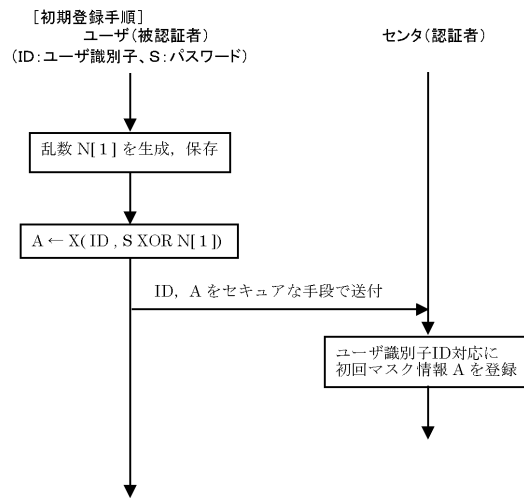 [初期登録手順]
ユーザ(被認証者)
センタ(認証者)
(ID:ユーザ識別子、S:パスワード)
乱数 N[1] を生成, 保存
A ← X( ID , S XOR N[1])
ID, A をセキュアな手段で送付
ユーザ識別子ID対応に
初回マスク情報 A を登録